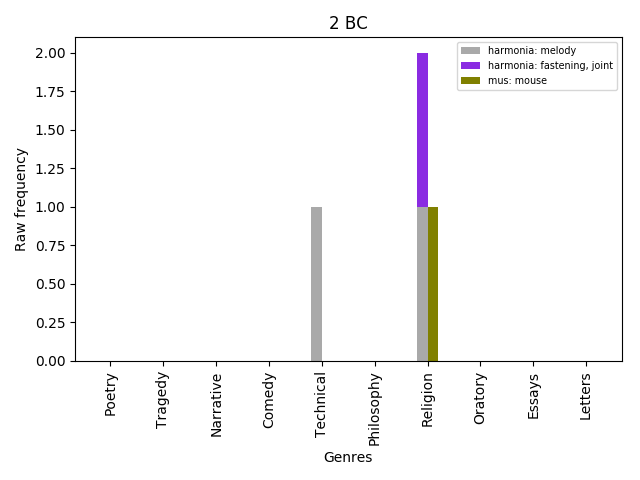 2 BC
harmonia: melody
harmonia: fastening, joint
mus: mouse
Raw frequency
2.00
1.75
1.50
1.25
1.00
0.75
0.50
0.25
0.00
Poetry
Tragedy
Narrative
Comedy
Technical
Philosophy
Religion
Oratory
Essays
Letters
Genres